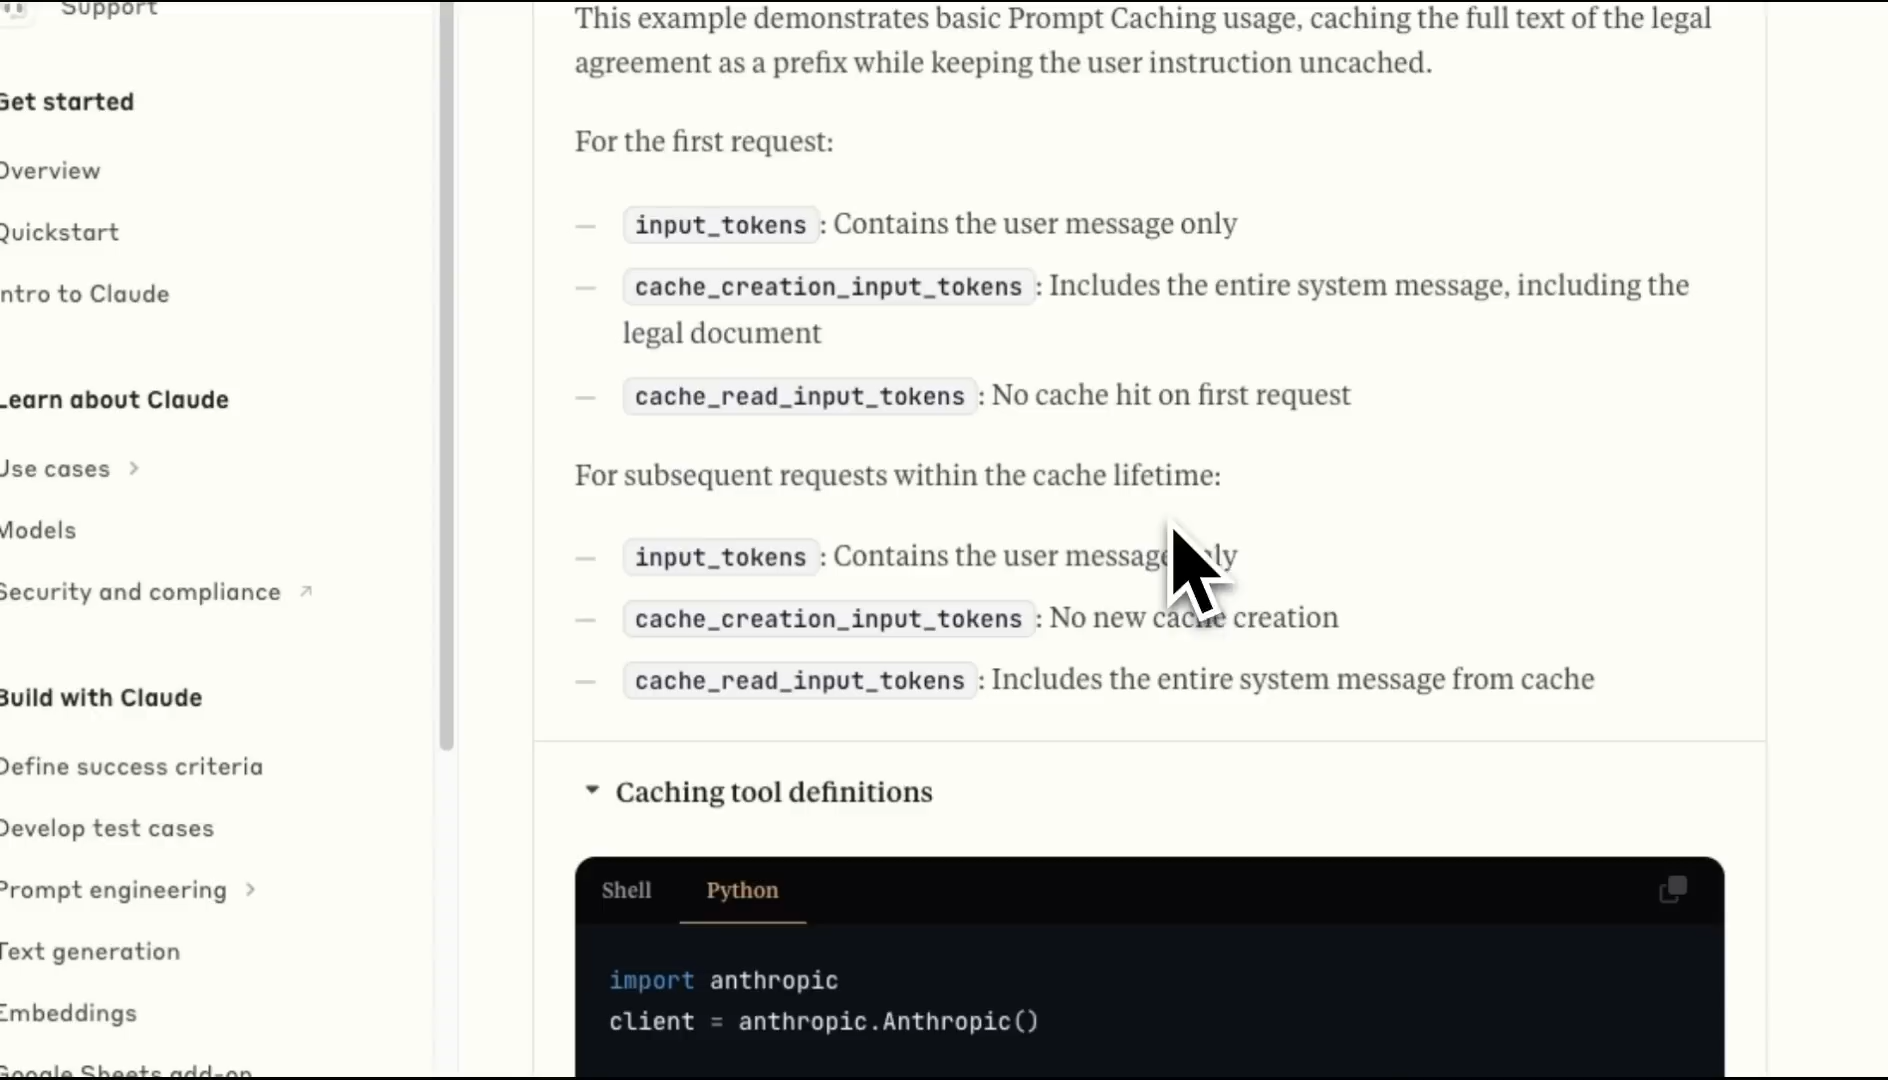 Support
Get started
Overview
Quickstart
Intro to Claude
Learn about Claude
Use cases
Models
Security and compliance
Build with Claude
Define success criteria
Develop test cases
Prompt engineering
Text generation
Embeddings
Google Sheets add-on
This example demonstrates basic Prompt Caching usage, caching the full text of the legal
agreement as a prefix while keeping the user instruction uncached.
For the first request:
— input_tokens : Contains the user message only
— cache_creation_input_tokens : Includes the entire system message, including the
legal document
— cache_read_input_tokens : No cache hit on first request
For subsequent requests within the cache lifetime:
— input_tokens : Contains the user message only
— cache_creation_input_tokens : No new cache creation
— cache_read_input_tokens : Includes the entire system message from cache
Caching tool definitions
Shell Python
import anthropic
client = anthropic.Anthropic()